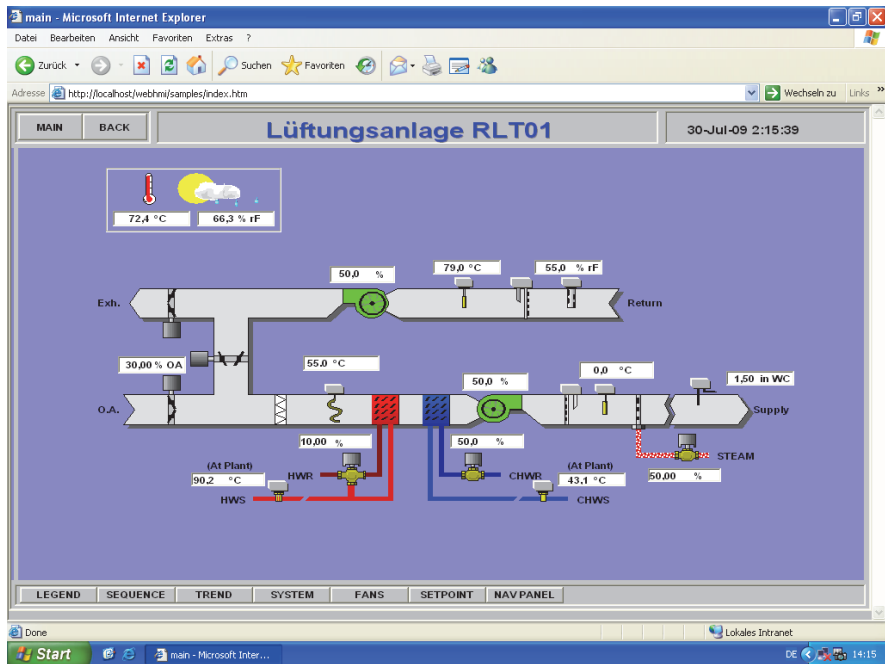 main - Microsoft Internet Explorer
Datei Bearbeiten Ansicht Favoriten Extras ?
Zurück Suchen Favoriten
Adresse http://localhost/webhmi/samples/index.htm Wechseln zu Links »
MAIN BACK Lüftungsanlage RLT01 30-Jul-09 2:15:39
72,4 °C 66,3 % rF
50,0 % 79,0 °C 55,0 % rF
Exh. Return
30,00 % OA 55.0 °C 0,0 °C
50,0 % 1,50 in WC
O.A. Supply
10,00 % 50,0 %
(At Plant) HWR CHWR (At Plant) STEAM
90,2 °C 43,1 °C 50,00 %
HWS CHWS
LEGEND SEQUENCE TREND SYSTEM FANS SETPOINT NAV PANEL
Done Lokales Intranet
Start main - Microsoft Inter... DE 14:15